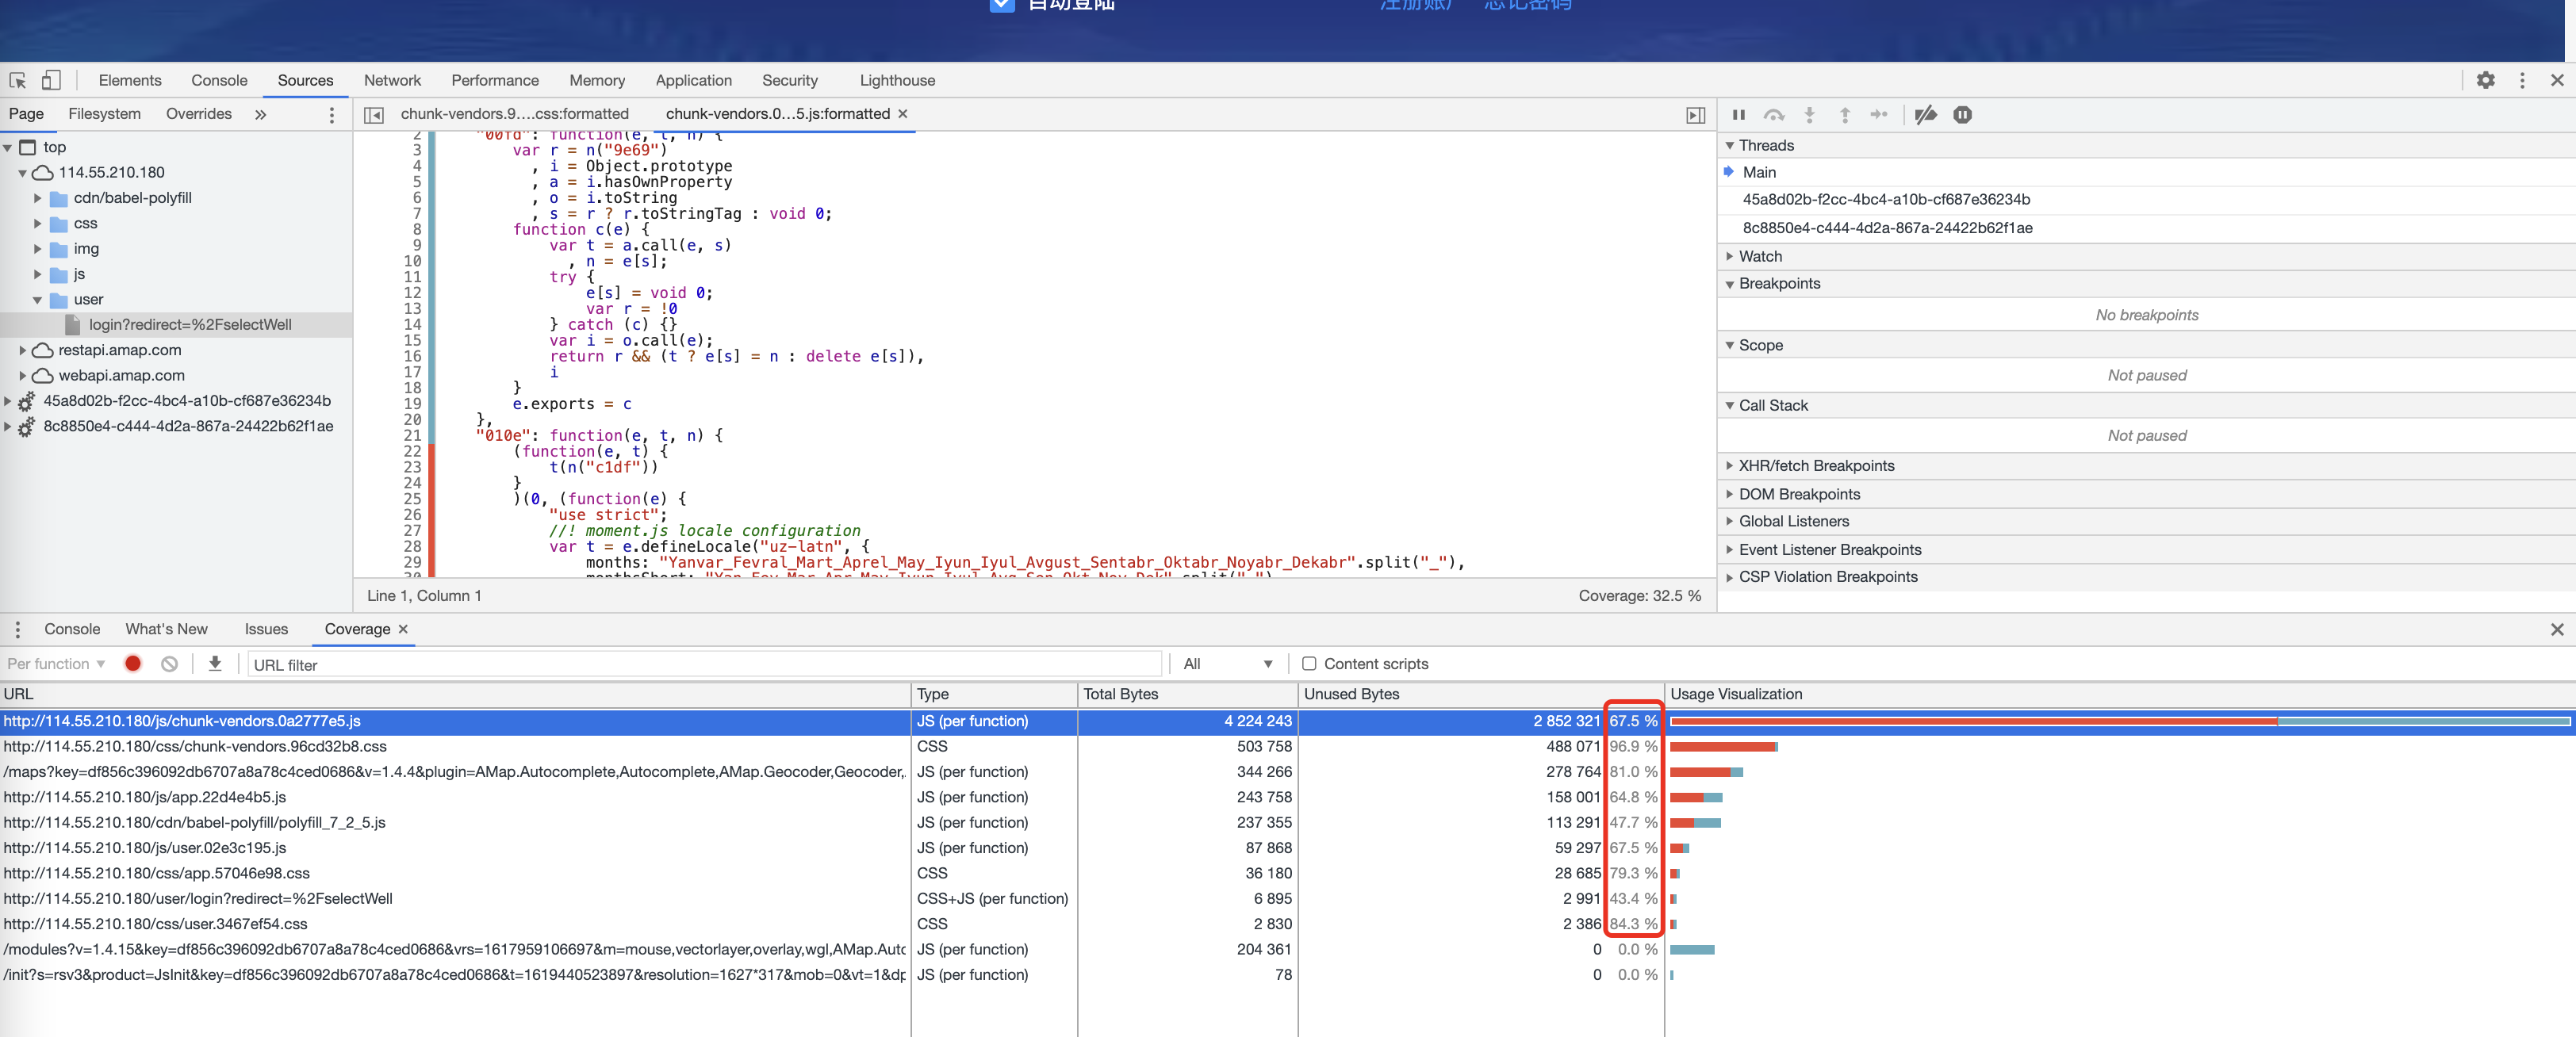 自动登陆 注册账户 忘记密码
Elements Console Sources Network Performance Memory Application Security Lighthouse
Page Filesystem Overrides »
chunk-vendors.9....css:formatted chunk-vendors.0...5.js:formatted ×
top
114.55.210.180
cdn/babel-polyfill
css
img
js
user
login?redirect=%2FselectWell
restapi.amap.com
webapi.amap.com
45a8d02b-f2cc-4bc4-a10b-cf687e36234b
8c8850e4-c444-4d2a-867a-24422b62f1ae
2 "00fd": function(e, t, n) {
3 var r = n("9e69")
4 , i = Object.prototype
5 , a = i.hasOwnProperty
6 , o = i.toString
7 , s = r ? r.toStringTag : void 0;
8 function c(e) {
9 var t = a.call(e, s)
10 , n = e[s];
11 try {
12 e[s] = void 0;
13 var r = !0
14 } catch (c) {}
15 var i = o.call(e);
16 return r && (t ? e[s] = n : delete e[s]),
17 i
18 }
19 e.exports = c
20 },
21 "010e": function(e, t, n) {
22 (function(e, t) {
23 t(n("c1df"))
24 }
25 )(0, (function(e) {
26 "use strict";
27 //! moment.js locale configuration
28 var t = e.defineLocale("uz-latn", {
29 months: "Yanvar_Fevral_Mart_Aprel_May_Iyun_Iyul_Avgust_Sentabr_Oktabr_Noyabr_Dekabr".split("_"),
30 monthsShort: "Yan_Fev_Mar_Apr_May_Iyun_Iyul_Avg_Sen_Okt_Noy_Dek".split("_")
Line 1, Column 1 Coverage: 32.5 %
Threads
Main
45a8d02b-f2cc-4bc4-a10b-cf687e36234b
8c8850e4-c444-4d2a-867a-24422b62f1ae
Watch
Breakpoints
No breakpoints
Scope
Not paused
Call Stack
Not paused
XHR/fetch Breakpoints
DOM Breakpoints
Global Listeners
Event Listener Breakpoints
CSP Violation Breakpoints
Console What's New Issues Coverage ×
Per function URL filter All Content scripts
URL Type Total Bytes Unused Bytes Usage Visualization
http://114.55.210.180/js/chunk-vendors.0a2777e5.js JS (per function) 4 224 243 2 852 321 67.5 %
http://114.55.210.180/css/chunk-vendors.96cd32b8.css CSS 503 758 488 071 96.9 %
/maps?key=df856c396092db6707a8a78c4ced0686&v=1.4.4&plugin=AMap.Autocomplete,Autocomplete,AMap.Geocoder,Geocoder, JS (per function) 344 266 278 764 81.0 %
http://114.55.210.180/js/app.22d4e4b5.js JS (per function) 243 758 158 001 64.8 %
http://114.55.210.180/cdn/babel-polyfill/polyfill_7_2_5.js JS (per function) 237 355 113 291 47.7 %
http://114.55.210.180/js/user.02e3c195.js JS (per function) 87 868 59 297 67.5 %
http://114.55.210.180/css/app.57046e98.css CSS 36 180 28 685 79.3 %
http://114.55.210.180/user/login?redirect=%2FselectWell CSS+JS (per function) 6 895 2 991 43.4 %
http://114.55.210.180/css/user.3467ef54.css CSS 2 830 2 386 84.3 %
/modules?v=1.4.15&key=df856c396092db6707a8a78c4ced0686&vrs=1617959106697&m=mouse,vectorlayer,overlay,wgl,AMap.Autc JS (per function) 204 361 0 0.0 %
/init?s=rsv3&product=JsInit&key=df856c396092db6707a8a78c4ced0686&t=1619440523897&resolution=1627*317&mob=0&vt=1&dp JS (per function) 78 0 0.0 %